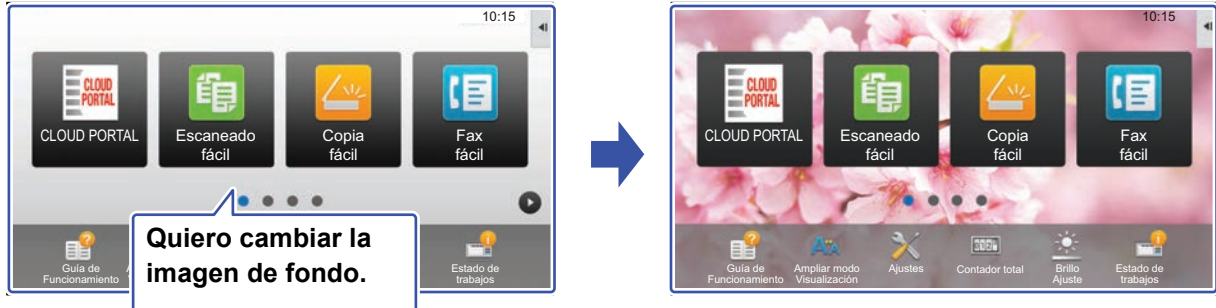 10:15
CLOUD
PORTAL
CLOUD PORTAL
Escaneado
fácil
Copia
fácil
Fax
fácil
Quiero cambiar la
imagen de fondo.
Guía de
Funcionamiento
Estado de
trabajos
10:15
CLOUD
PORTAL
CLOUD PORTAL
Escaneado
fácil
Copia
fácil
Fax
fácil
Guía de
Funcionamiento
Ampliar modo
Visualización
Ajustes
Contador total
Brillo
Ajuste
Estado de
trabajos